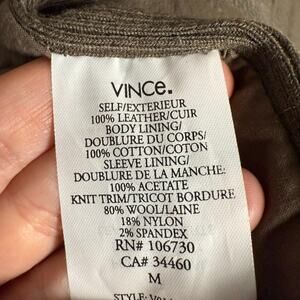 VINCE.
SELF/EXTERIEUR
100% LEATHER/CUIR
BODY LINING/
DOUBLURE DU CORPS/
100% COTTON/COTON
SLEEVE LINING/
DOUBLURE DE LA MANCHE:
100% ACETATE
KNIT TRIM/TRICOT BORDURE
80% WOOL/LAINE
18% NYLON
2% SPANDEX
RN# 106730
CA# 34460
M
STYLE: